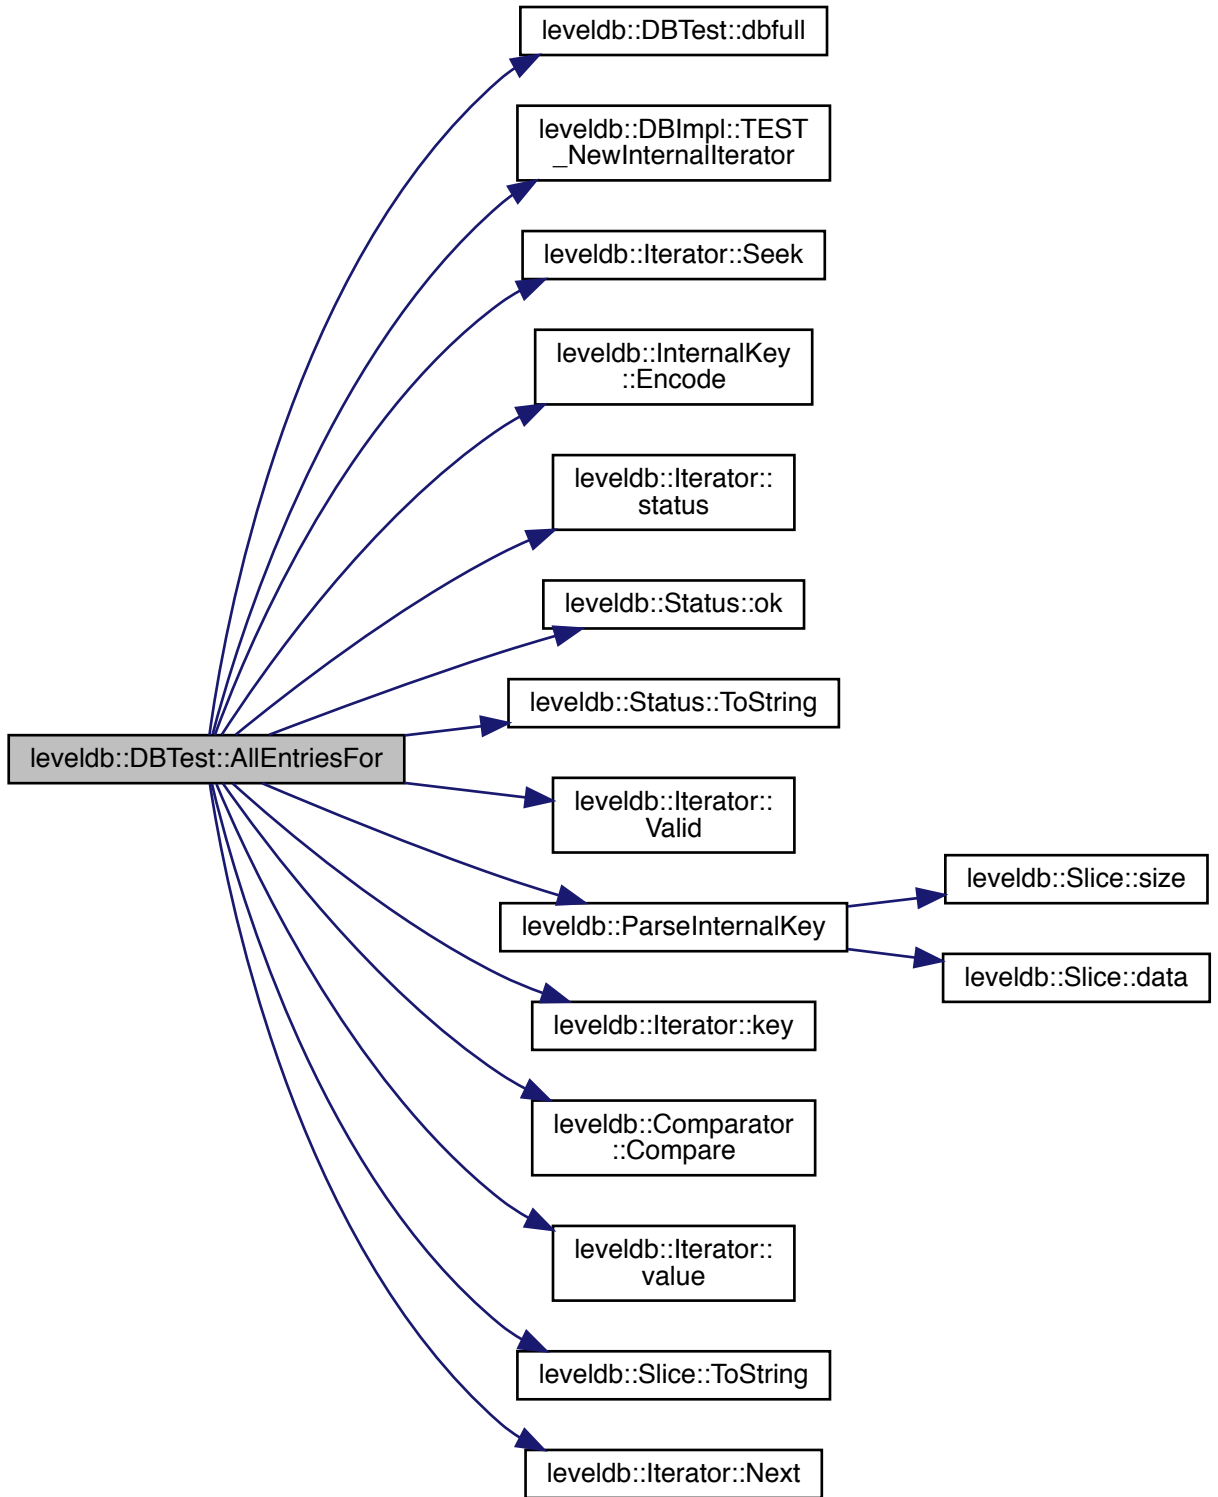 leveldb::DBTest::dbfull
leveldb::DBImpl::TEST
_NewInternalIterator
leveldb::Iterator::Seek
leveldb::InternalKey
::Encode
leveldb::Iterator::
status
leveldb::Status::ok
leveldb::Status::ToString
leveldb::DBTest::AllEntriesFor
leveldb::Iterator::
Valid
leveldb::Slice::size
leveldb::ParseInternalKey
leveldb::Slice::data
leveldb::Iterator::key
leveldb::Comparator
::Compare
leveldb::Iterator::
value
leveldb::Slice::ToString
leveldb::Iterator::Next